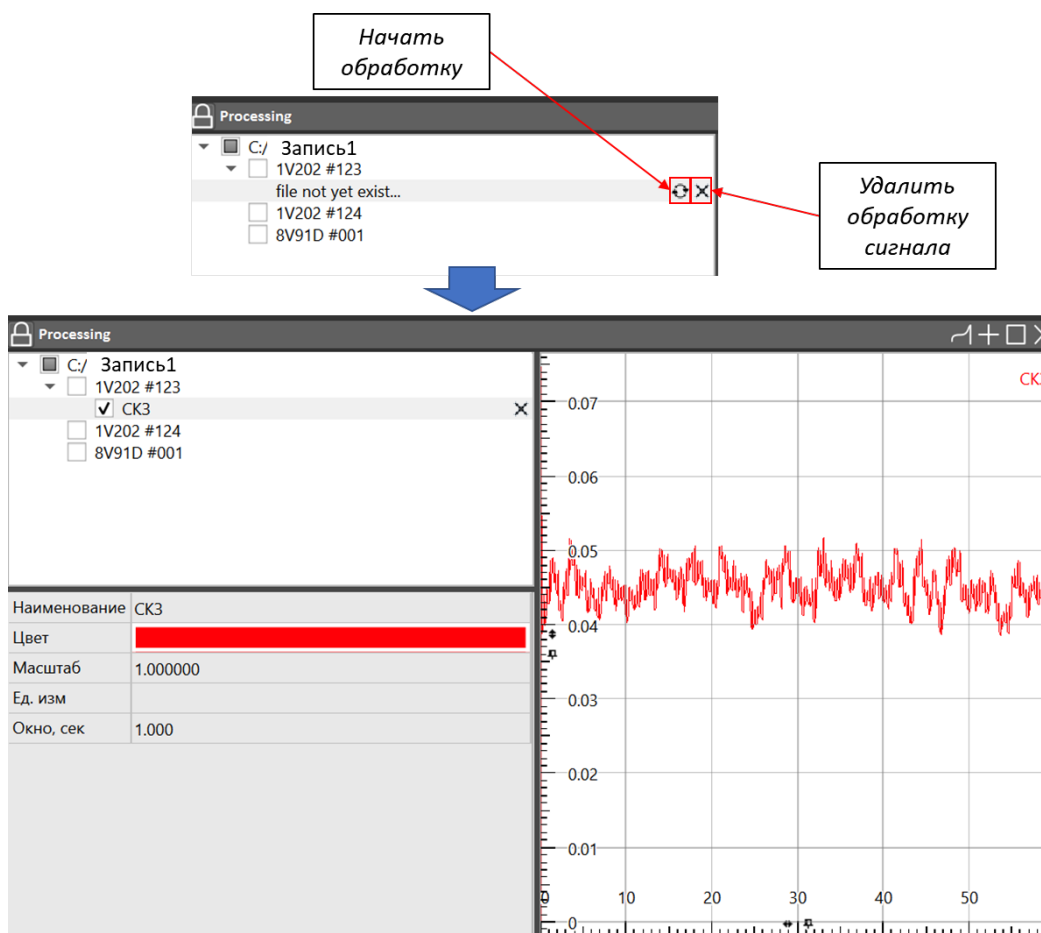 Начать
обработку
Processing
C:/ Запись1
1V202 #123
file not yet exist...
1V202 #124
8V91D #001
Удалить
обработку
сигнала
Processing
C:/ Запись1
1V202 #123
СКЗ
1V202 #124
8V91D #001
Наименование СКЗ
Цвет
Масштаб 1.000000
Ед. изм
Окно, сек 1.000
СКЗ
0.07
0.06
0.05
0.04
0.03
0.02
0.01
0 10 20 30 40 50
0